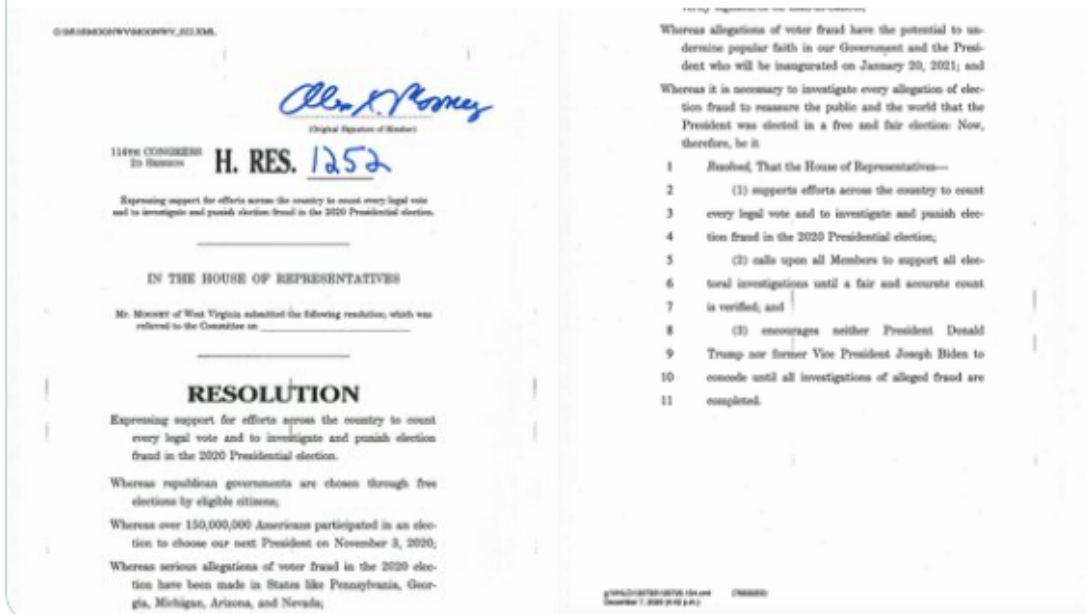 Alex X Mooney
(Original Signature of Member)
116TH CONGRESS
2D SESSION
H. RES. 1252
Expressing support for efforts across the country to count every legal vote
and to investigate and punish election fraud in the 2020 Presidential election.
IN THE HOUSE OF REPRESENTATIVES
Mr. MOONEY of West Virginia submitted the following resolution; which was
referred to the Committee on
RESOLUTION
Expressing support for efforts across the country to count
every legal vote and to investigate and punish election
fraud in the 2020 Presidential election.
Whereas republican governments are chosen through free
elections by eligible citizens;
Whereas over 150,000,000 Americans participated in an elec-
tion to choose our next President on November 3, 2020;
Whereas serious allegations of voter fraud in the 2020 elec-
tion have been made in States like Pennsylvania, Geor-
gia, Michigan, Arizona, and Nevada;
Whereas allegations of voter fraud have the potential to un-
dermine popular faith in our Government and the Presi-
dent who will be inaugurated on January 20, 2021; and
Whereas it is necessary to investigate every allegation of elec-
tion fraud to reassure the public and the world that the
President was elected in a free and fair election: Now,
therefore, be it
1 Resolved, That the House of Representatives—
2 (1) supports efforts across the country to count
3 every legal vote and to investigate and punish elec-
4 tion fraud in the 2020 Presidential election;
5 (2) calls upon all Members to support all elec-
6 toral investigations until a fair and accurate count
7 is verified; and
8 (3) encourages neither President Donald
9 Trump nor former Vice President Joseph Biden to
10 concede until all investigations of alleged fraud are
11 completed.
December 7, 2020